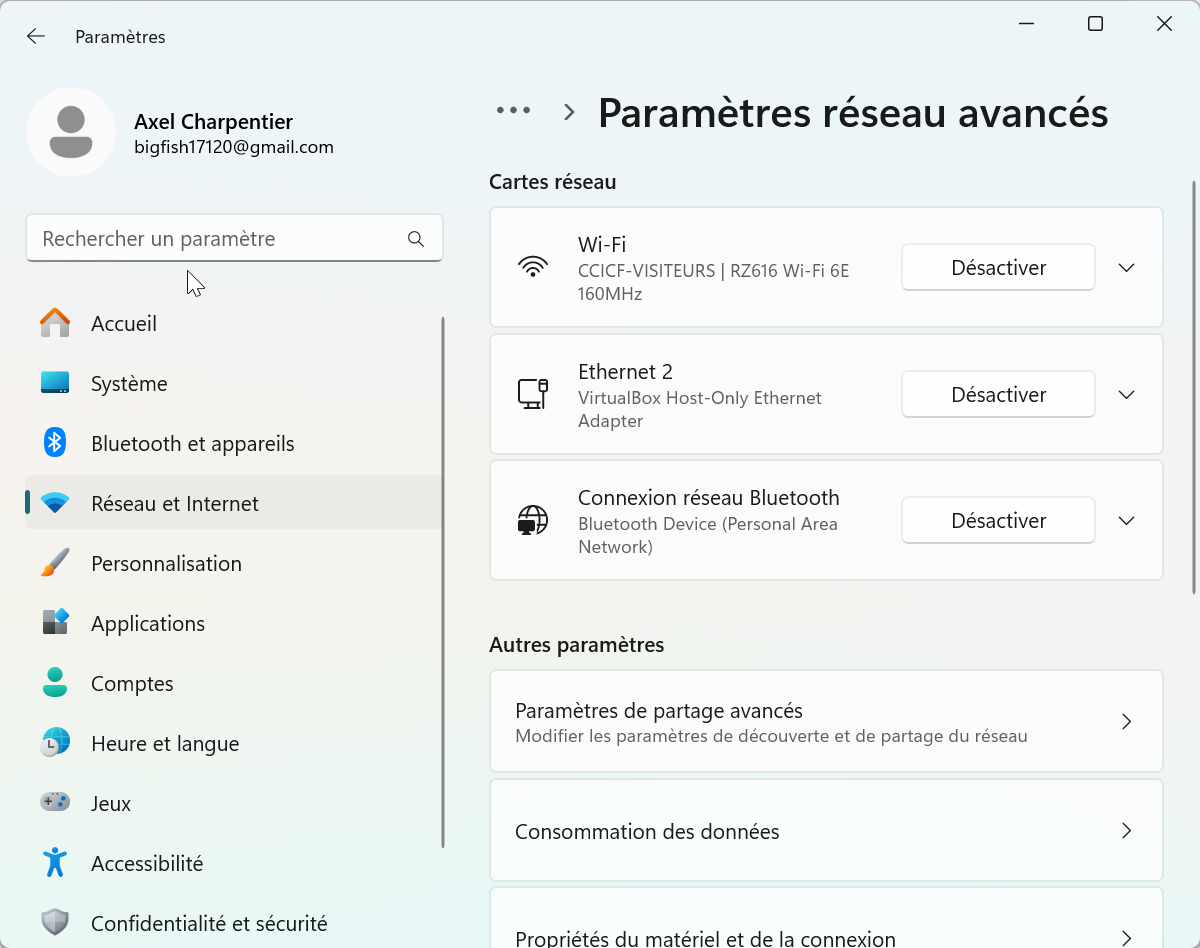 Paramètres
Axel Charpentier
bigfish17120@gmail.com
Rechercher un paramètre
Accueil
Système
Bluetooth et appareils
Réseau et Internet
Personnalisation
Applications
Comptes
Heure et langue
Jeux
Accessibilité
Confidentialité et sécurité
Paramètres réseau avancés
Cartes réseau
Wi-Fi
CCICF-VISITEURS | RZ616 Wi-Fi 6E
160MHz
Désactiver
Ethernet 2
VirtualBox Host-Only Ethernet
Adapter
Désactiver
Connexion réseau Bluetooth
Bluetooth Device (Personal Area
Network)
Désactiver
Autres paramètres
Paramètres de partage avancés
Modifier les paramètres de découverte et de partage du réseau
Consommation des données
Propriétés du matériel et de la connexion